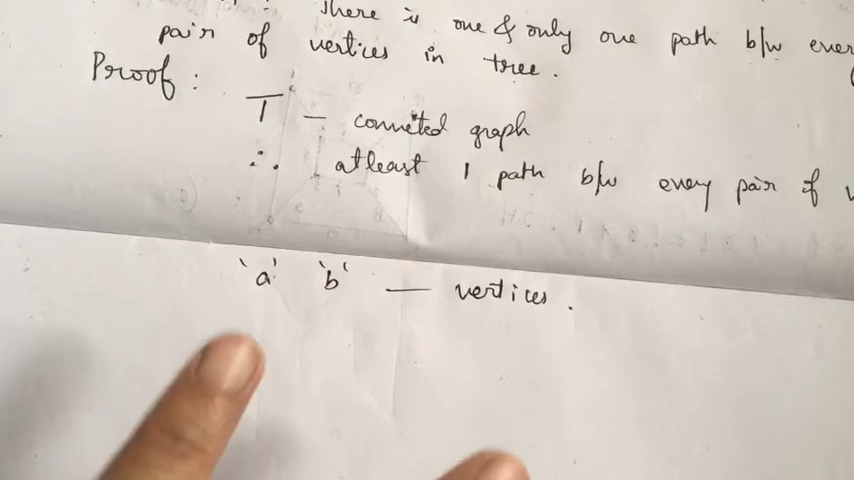 There is one & only one path b/w
pair of vertices in tree.
Proof :
T — connected graph
∴ atleast 1 path b/w every pair of
'a' 'b' — vertices.